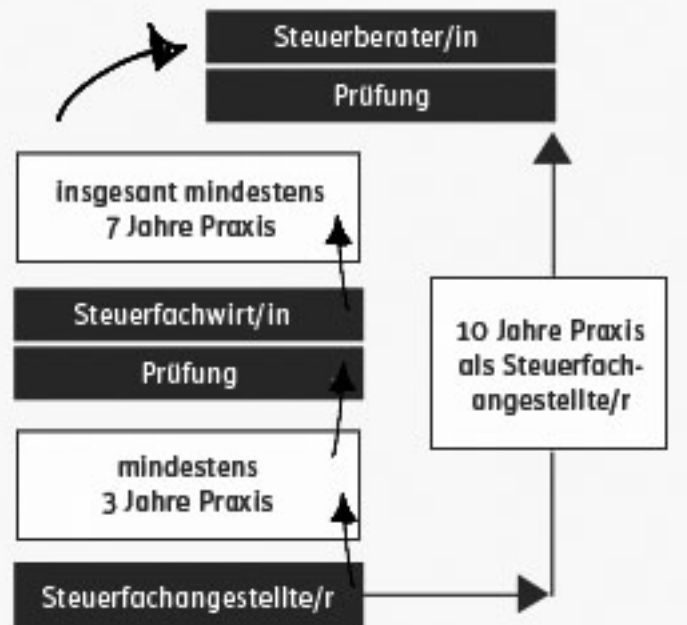 Steuerberater/in
Prüfung
insgesant mindestens
7 Jahre Praxis
Steuerfachwirt/in
Prüfung
mindestens
3 Jahre Praxis
Steuerfachangestellte/r
10 Jahre Praxis
als Steuerfach-
angestellte/r